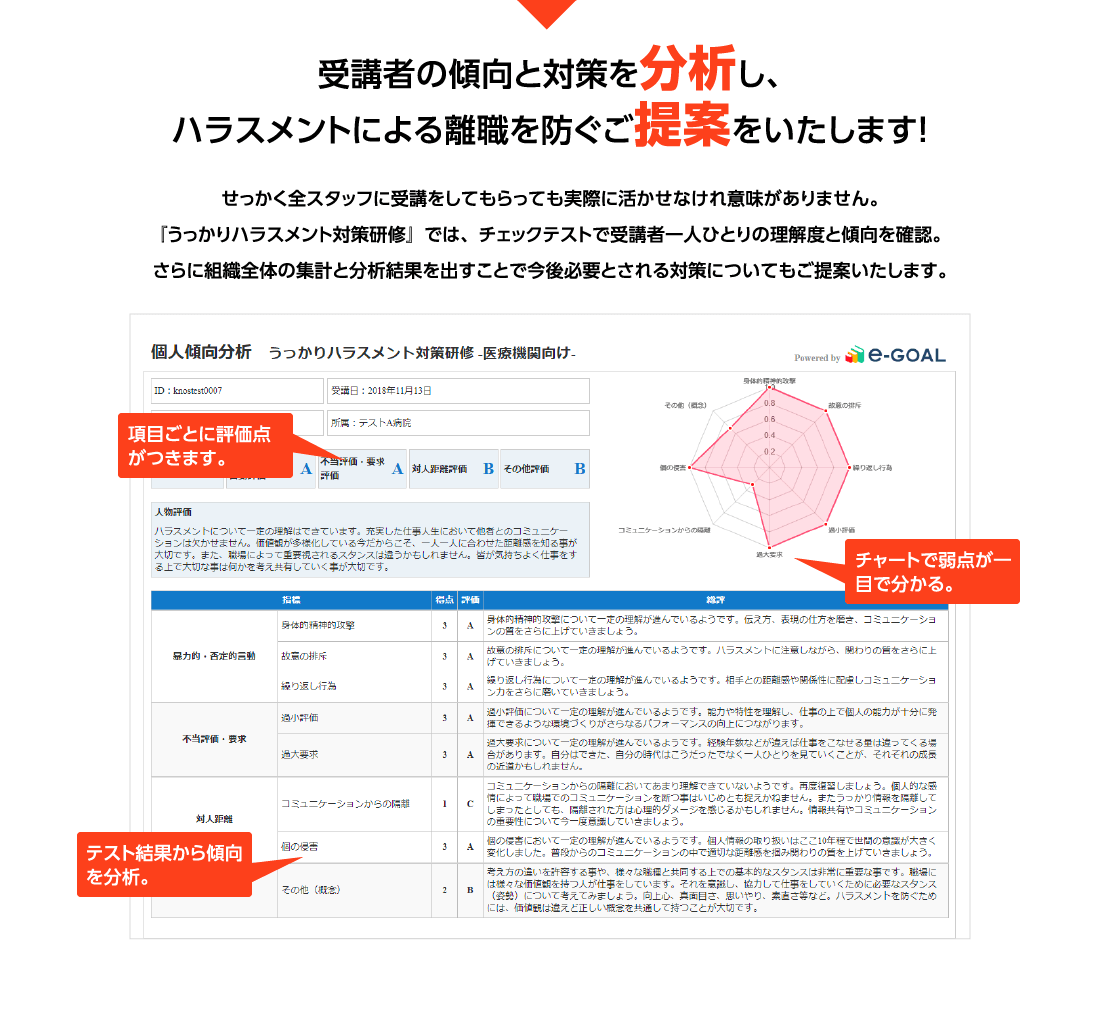 受講者の傾向と対策を分析し、
ハラスメントによる離職を防ぐご提案をいたします!
せっかく全スタッフに受講をしてもらっても実際に活かせなけれ意味がありません。
『うっかりハラスメント対策研修』では、チェックテストで受講者一人ひとりの理解度と傾向を確認。
さらに組織全体の集計と分析結果を出すことで今後必要とされる対策についてもご提案いたします。
個人傾向分析 うっかりハラスメント対策研修 -医療機関向け-
Powered by e-GOAL
ID：knostest0007
受講日：2018年11月13日
所属：テストA病院
項目ごとに評価点
がつきます。
A
不当評価・要求
評価
A
対人距離評価 B
その他評価 B
人物評価
ハラスメントについて一定の理解はできています。充実した仕事人生において他者とのコミュニケー
ションは欠かせません。価値観が多様化している今だからこそ、一人一人に合わせた距離感を知る事が
大切です。また、職場によって重要視されるスタンスは違うかもしれません。皆が気持ちよく仕事をす
る上で大切な事は何かを考え共有していく事が大切です。
身体的精神的攻撃
故意の排斥
繰り返し行為
過小評価
過大要求
コミュニケーションからの隔離
個の侵害
その他（概念）
0.8
0.6
0.4
0.2
チャートで弱点が一
目で分かる。
指標 得点 評価 総評
暴力的・否定的言動
身体的精神的攻撃 3 A
身体的精神的攻撃について一定の理解が進んでいるようです。伝え方、表現の仕方を磨き、コミュニケーショ
ンの質をさらに上げていきましょう。
故意の排斥 3 A
故意の排斥について一定の理解が進んでいるようです。ハラスメントに注意しながら、関わりの質をさらに上
げていきましょう。
繰り返し行為 3 A
繰り返し行為について一定の理解が進んでいるようです。相手との距離感や関係性に配慮しコミュニケーショ
ン力をさらに磨いていきましょう。
不当評価・要求
過小評価 3 A
過小評価について一定の理解が進んでいるようです。能力や特性を理解し、仕事の上で個人の能力が十分に発
揮できるような環境づくりがさらなるパフォーマンスの向上につながります。
過大要求 3 A
過大要求について一定の理解が進んでいるようです。経験年数などが違えば仕事をこなせる量は違ってくる場
合があります。自分はできた、自分の時代はこうだったでなく一人ひとりを見ていくことが、それぞれの成長
の近道かもしれません。
対人距離
コミュニケーションからの隔離 1 C
コミュニケーションからの隔離においてあまり理解できていないようです。再度復習しましょう。個人的な感
情によって職場でのコミュニケーションを断つ事はいじめとも捉えかねません。またうっかり情報を隔離して
しまったとしても、隔離された方は心理的ダメージを感じるかもしれません。情報共有やコミュニケーション
の重要性について今一度意識していきましょう。
個の侵害 3 A
個の侵害において一定の理解が進んでいるようです。個人情報の取り扱いはここ10年程で世間の意識が大きく
変化しました。普段からのコミュニケーションの中で適切な距離感を掴み関わりの質を上げていきましょう。
テスト結果から傾向
を分析。
その他（概念） 2 B
考え方の違いを許容する事や、様々な職種と共同する上での基本的なスタンスは非常に重要な事です。職場に
は様々な価値観を持つ人が仕事をしています。それを意識し、協力して仕事をしていくために必要なスタンス
（姿勢）について考えてみましょう。向上心、真面目さ、思いやり、素直さ等など。ハラスメントを防ぐため
には、価値観は違えど正しい概念を共通して持つことが大切です。